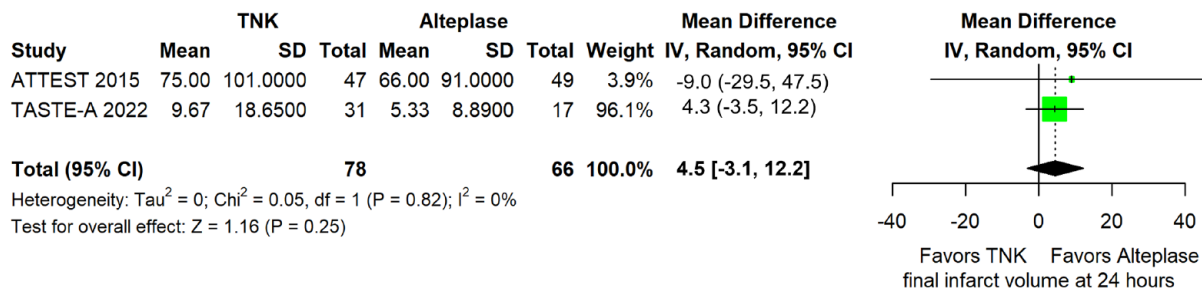 TNK Alteplase Mean Difference Mean Difference
Study Mean SD Total Mean SD Total Weight IV, Random, 95% CI IV, Random, 95% CI
ATTEST 2015 75.00 101.0000 47 66.00 91.0000 49 3.9% -9.0 (-29.5, 47.5)
TASTE-A 2022 9.67 18.6500 31 5.33 8.8900 17 96.1% 4.3 (-3.5, 12.2)
Total (95% CI) 78 66 100.0% 4.5 [-3.1, 12.2]
Heterogeneity: Tau² = 0; Chi² = 0.05, df = 1 (P = 0.82); I² = 0%
Test for overall effect: Z = 1.16 (P = 0.25)
-40 -20 0 20 40
Favors TNK Favors Alteplase
final infarct volume at 24 hours